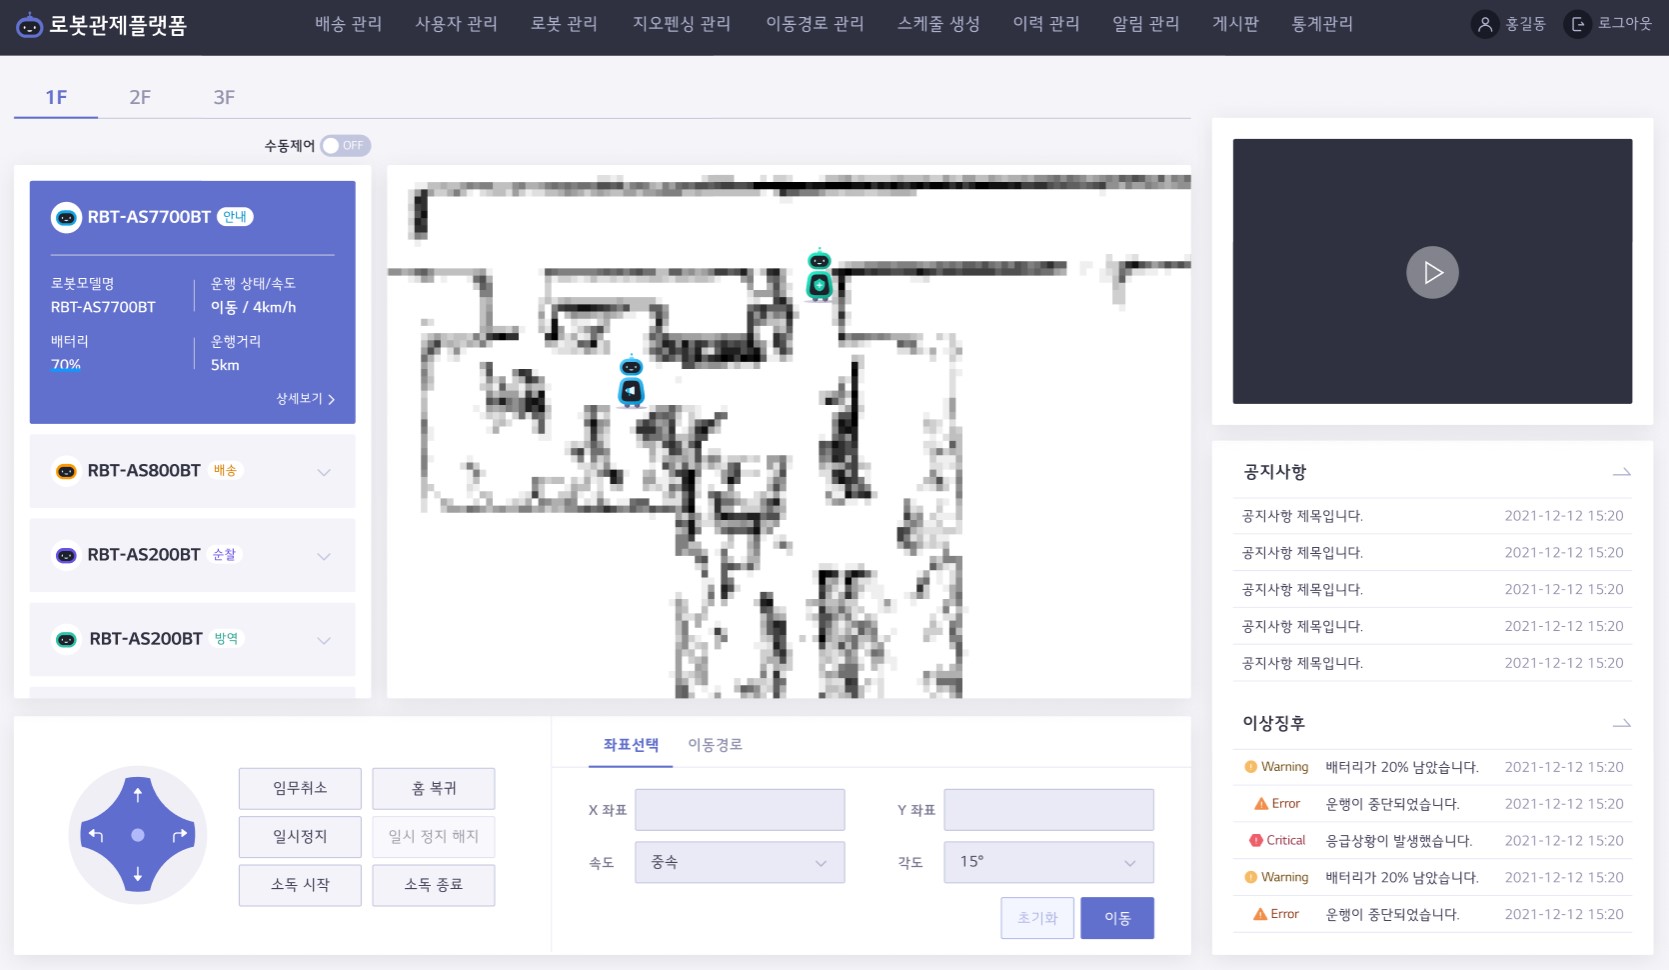 로봇관제플랫폼
배송 관리 사용자 관리 로봇 관리 지오펜싱 관리 이동경로 관리 스케줄 생성 이력 관리 알림 관리 게시판 통계관리
홍길동 로그아웃
1F 2F 3F
수동제어 OFF
RBT-AS7700BT 안내
로봇모델명 운행 상태/속도
RBT-AS7700BT 이동 / 4km/h
배터리 운행거리
70% 5km
상세보기
RBT-AS800BT 배송
RBT-AS200BT 순찰
RBT-AS200BT 방역
임무취소 홈 복귀
일시정지 일시 정지 해지
소독 시작 소독 종료
좌표선택 이동경로
X 좌표 Y 좌표
속도 중속 각도 15°
초기화 이동
공지사항
공지사항 제목입니다. 2021-12-12 15:20
공지사항 제목입니다. 2021-12-12 15:20
공지사항 제목입니다. 2021-12-12 15:20
공지사항 제목입니다. 2021-12-12 15:20
공지사항 제목입니다. 2021-12-12 15:20
이상징후
Warning 배터리가 20% 남았습니다. 2021-12-12 15:20
Error 운행이 중단되었습니다. 2021-12-12 15:20
Critical 응급상황이 발생했습니다. 2021-12-12 15:20
Warning 배터리가 20% 남았습니다. 2021-12-12 15:20
Error 운행이 중단되었습니다. 2021-12-12 15:20